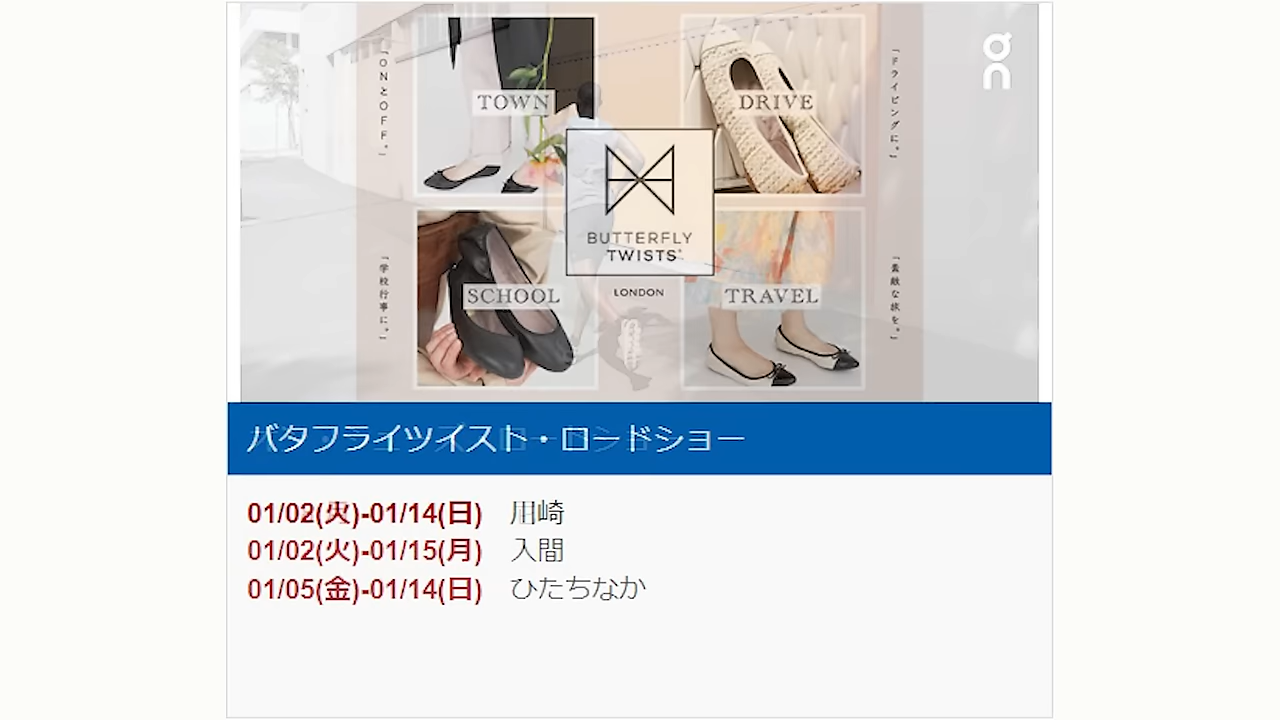 「ONとOFF。」
TOWN
DRIVE
「ドライビングに。」
on
BUTTERFLY
TWISTS
LONDON
「学校行事に。」
SCHOOL
TRAVEL
「素敵な旅を。」
バタフライツイスト・ロードショー
01/02(火)-01/14(日)
01/02(火)-01/15(月) 入間
01/05(金)-01/14(日) ひたちなか